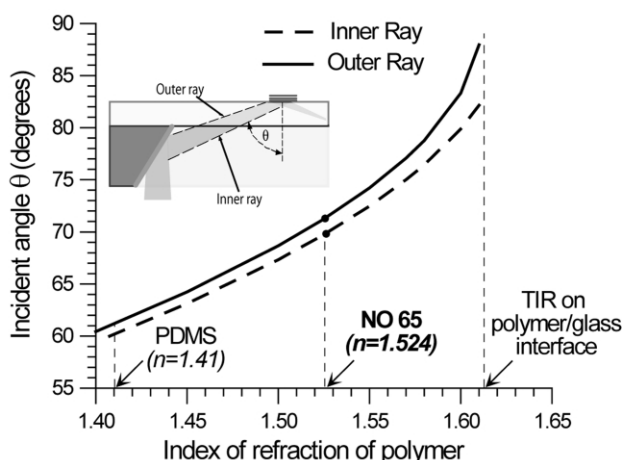 90
85
80
75
70
65
60
55
Incident angle θ (degrees)
Inner Ray
Outer Ray
Outer ray
θ
Inner ray
PDMS
(n=1.41)
NO 65
(n=1.524)
TIR on
polymer/glass
interface
1.40 1.45 1.50 1.55 1.60 1.65
Index of refraction of polymer